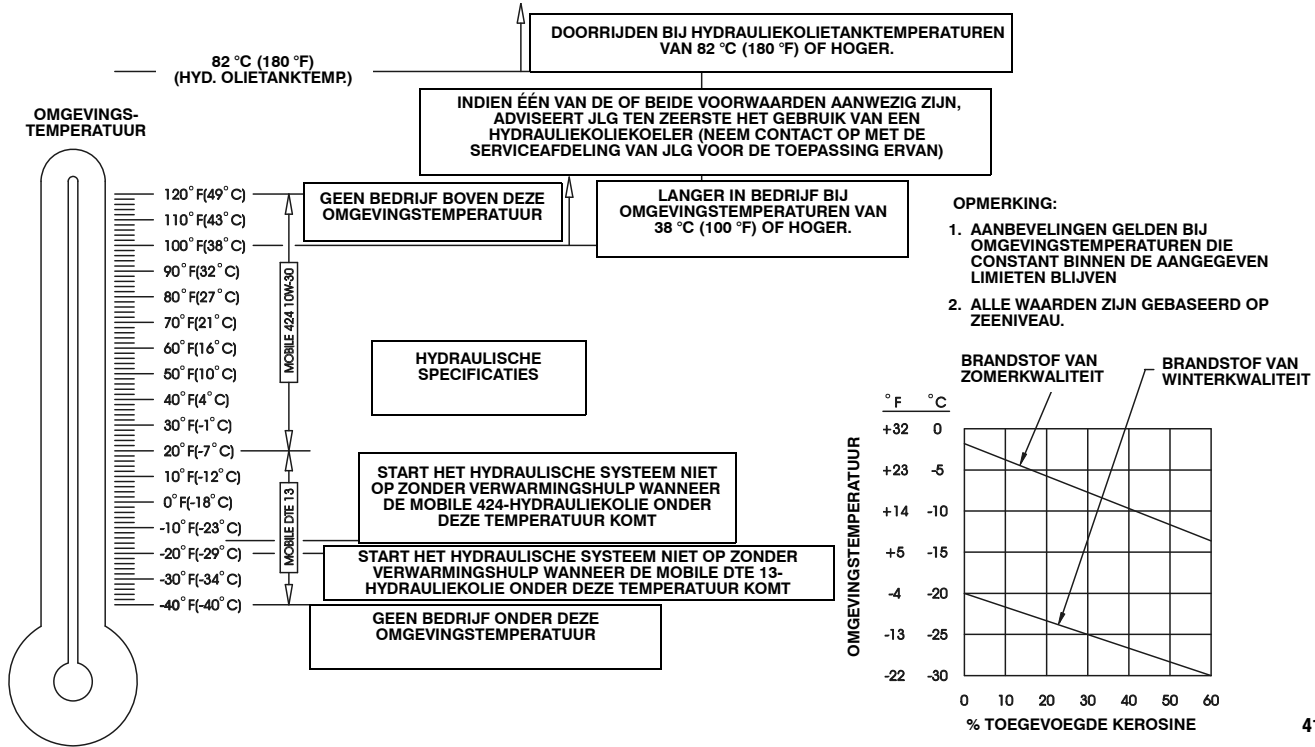 DOORRIJDEN BIJ HYDRAULIEKOLIETANKTEMPERATUREN
VAN 82 °C (180 °F) OF HOGER.
82 °C (180 °F)
(HYD. OLIETANKTEMP.)
INDIEN ÉÉN VAN DE OF BEIDE VOORWAARDEN AANWEZIG ZIJN,
ADVISEERT JLG TEN ZEERSTE HET GEBRUIK VAN EEN
HYDRAULIEKOLIEKOELER (NEEM CONTACT OP MET DE
SERVICEAFDELING VAN JLG VOOR DE TOEPASSING ERVAN)
OMGEVINGS-
TEMPERATUUR
120°F(49°C)
110°F(43°C)
100°F(38°C)
90°F(32°C)
80°F(27°C)
70°F(21°C)
60°F(16°C)
50°F(10°C)
40°F(4°C)
30°F(-1°C)
20°F(-7°C)
10°F(-12°C)
0°F(-18°C)
-10°F(-23°C)
-20°F(-29°C)
-30°F(-34°C)
-40°F(-40°C)
MOBILE 424 10W-30
MOBILE DTE 13
GEEN BEDRIJF BOVEN DEZE
OMGEVINGSTEMPERATUUR
LANGER IN BEDRIJF BIJ
OMGEVINGSTEMPERATUREN VAN
38 °C (100 °F) OF HOGER.
HYDRAULISCHE
SPECIFICATIES
START HET HYDRAULISCHE SYSTEEM NIET
OP ZONDER VERWARMINGSHULP WANNEER
DE MOBILE 424-HYDRAULIEKOLIE ONDER
DEZE TEMPERATUUR KOMT
START HET HYDRAULISCHE SYSTEEM NIET OP ZONDER
VERWARMINGSHULP WANNEER DE MOBILE DTE 13-
HYDRAULIEKOLIE ONDER DEZE TEMPERATUUR KOMT
GEEN BEDRIJF ONDER DEZE
OMGEVINGSTEMPERATUUR
OPMERKING:
1. AANBEVELINGEN GELDEN BIJ
OMGEVINGSTEMPERATUREN DIE
CONSTANT BINNEN DE AANGEGEVEN
LIMIETEN BLIJVEN
2. ALLE WAARDEN ZIJN GEBASEERD OP
ZEENIVEAU.
BRANDSTOF VAN
ZOMERKWALITEIT
BRANDSTOF VAN
WINTERKWALITEIT
°F °C
+32 0
+23 -5
+14 -10
+5 -15
-4 -20
-13 -25
-22 -30
OMGEVINGSTEMPERATUUR
0 10 20 30 40 50 60
% TOEGEVOEGDE KEROSINE